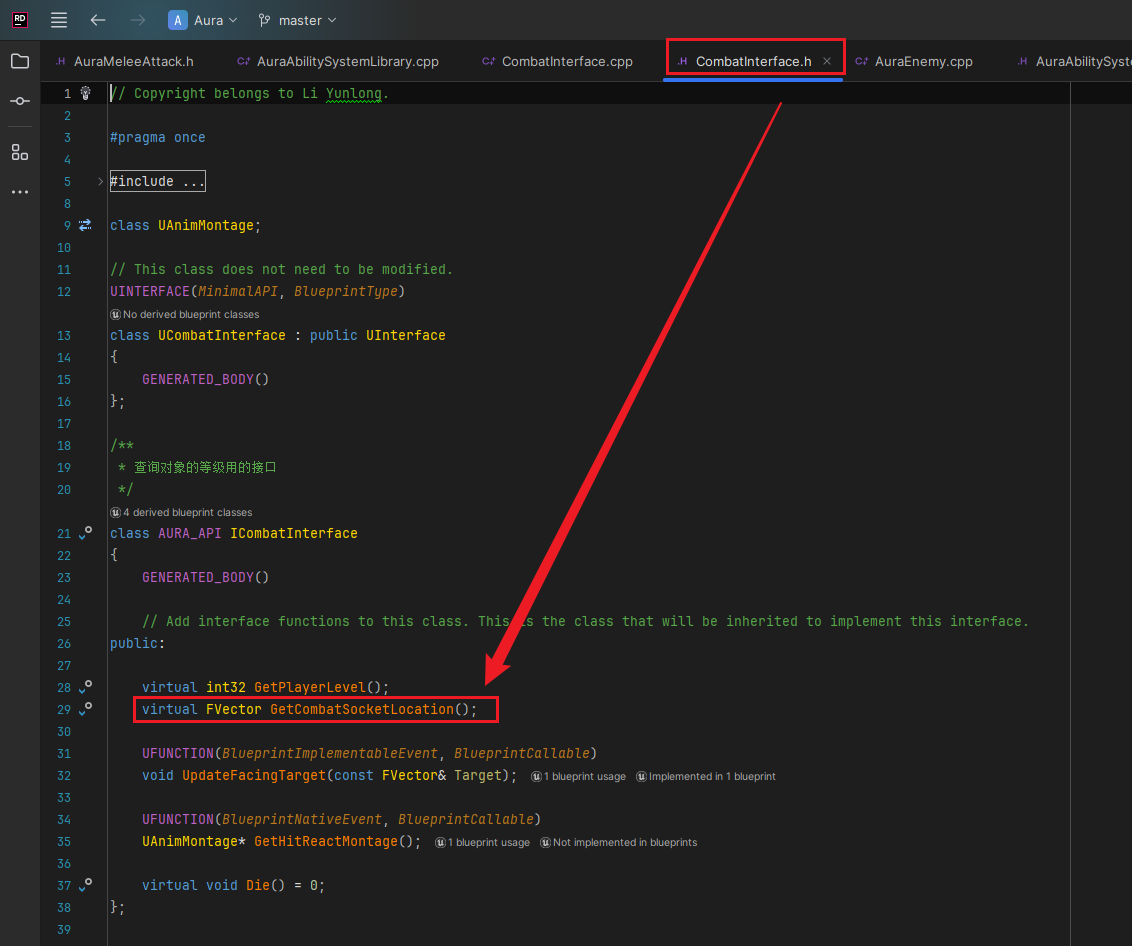 RD
A Aura master
.H AuraMeleeAttack.h C+ AuraAbilitySystemLibrary.cpp C+ CombatInterface.cpp .H CombatInterface.h × C+ AuraEnemy.cpp .H AuraAbilitySyst
1 // Copyright belongs to Li Yunlong.
2
3 #pragma once
4
5 #include ...
8
9 class UAnimMontage;
10
11 // This class does not need to be modified.
12 UINTERFACE(MinimalAPI, BlueprintType)
No derived blueprint classes
13 class UCombatInterface : public UInterface
14 {
15 GENERATED_BODY()
16 };
17
18 /**
19 * 查询对象的等级用的接口
20 */
4 derived blueprint classes
21 class AURA_API ICombatInterface
22 {
23 GENERATED_BODY()
24
25 // Add interface functions to this class. This is the class that will be inherited to implement this interface.
26 public:
27
28 virtual int32 GetPlayerLevel();
29 virtual FVector GetCombatSocketLocation();
30
31 UFUNCTION(BlueprintImplementableEvent, BlueprintCallable)
32 void UpdateFacingTarget(const FVector& Target); 1 blueprint usage Implemented in 1 blueprint
33
34 UFUNCTION(BlueprintNativeEvent, BlueprintCallable)
35 UAnimMontage* GetHitReactMontage(); 1 blueprint usage Not implemented in blueprints
36
37 virtual void Die() = 0;
38 };
39